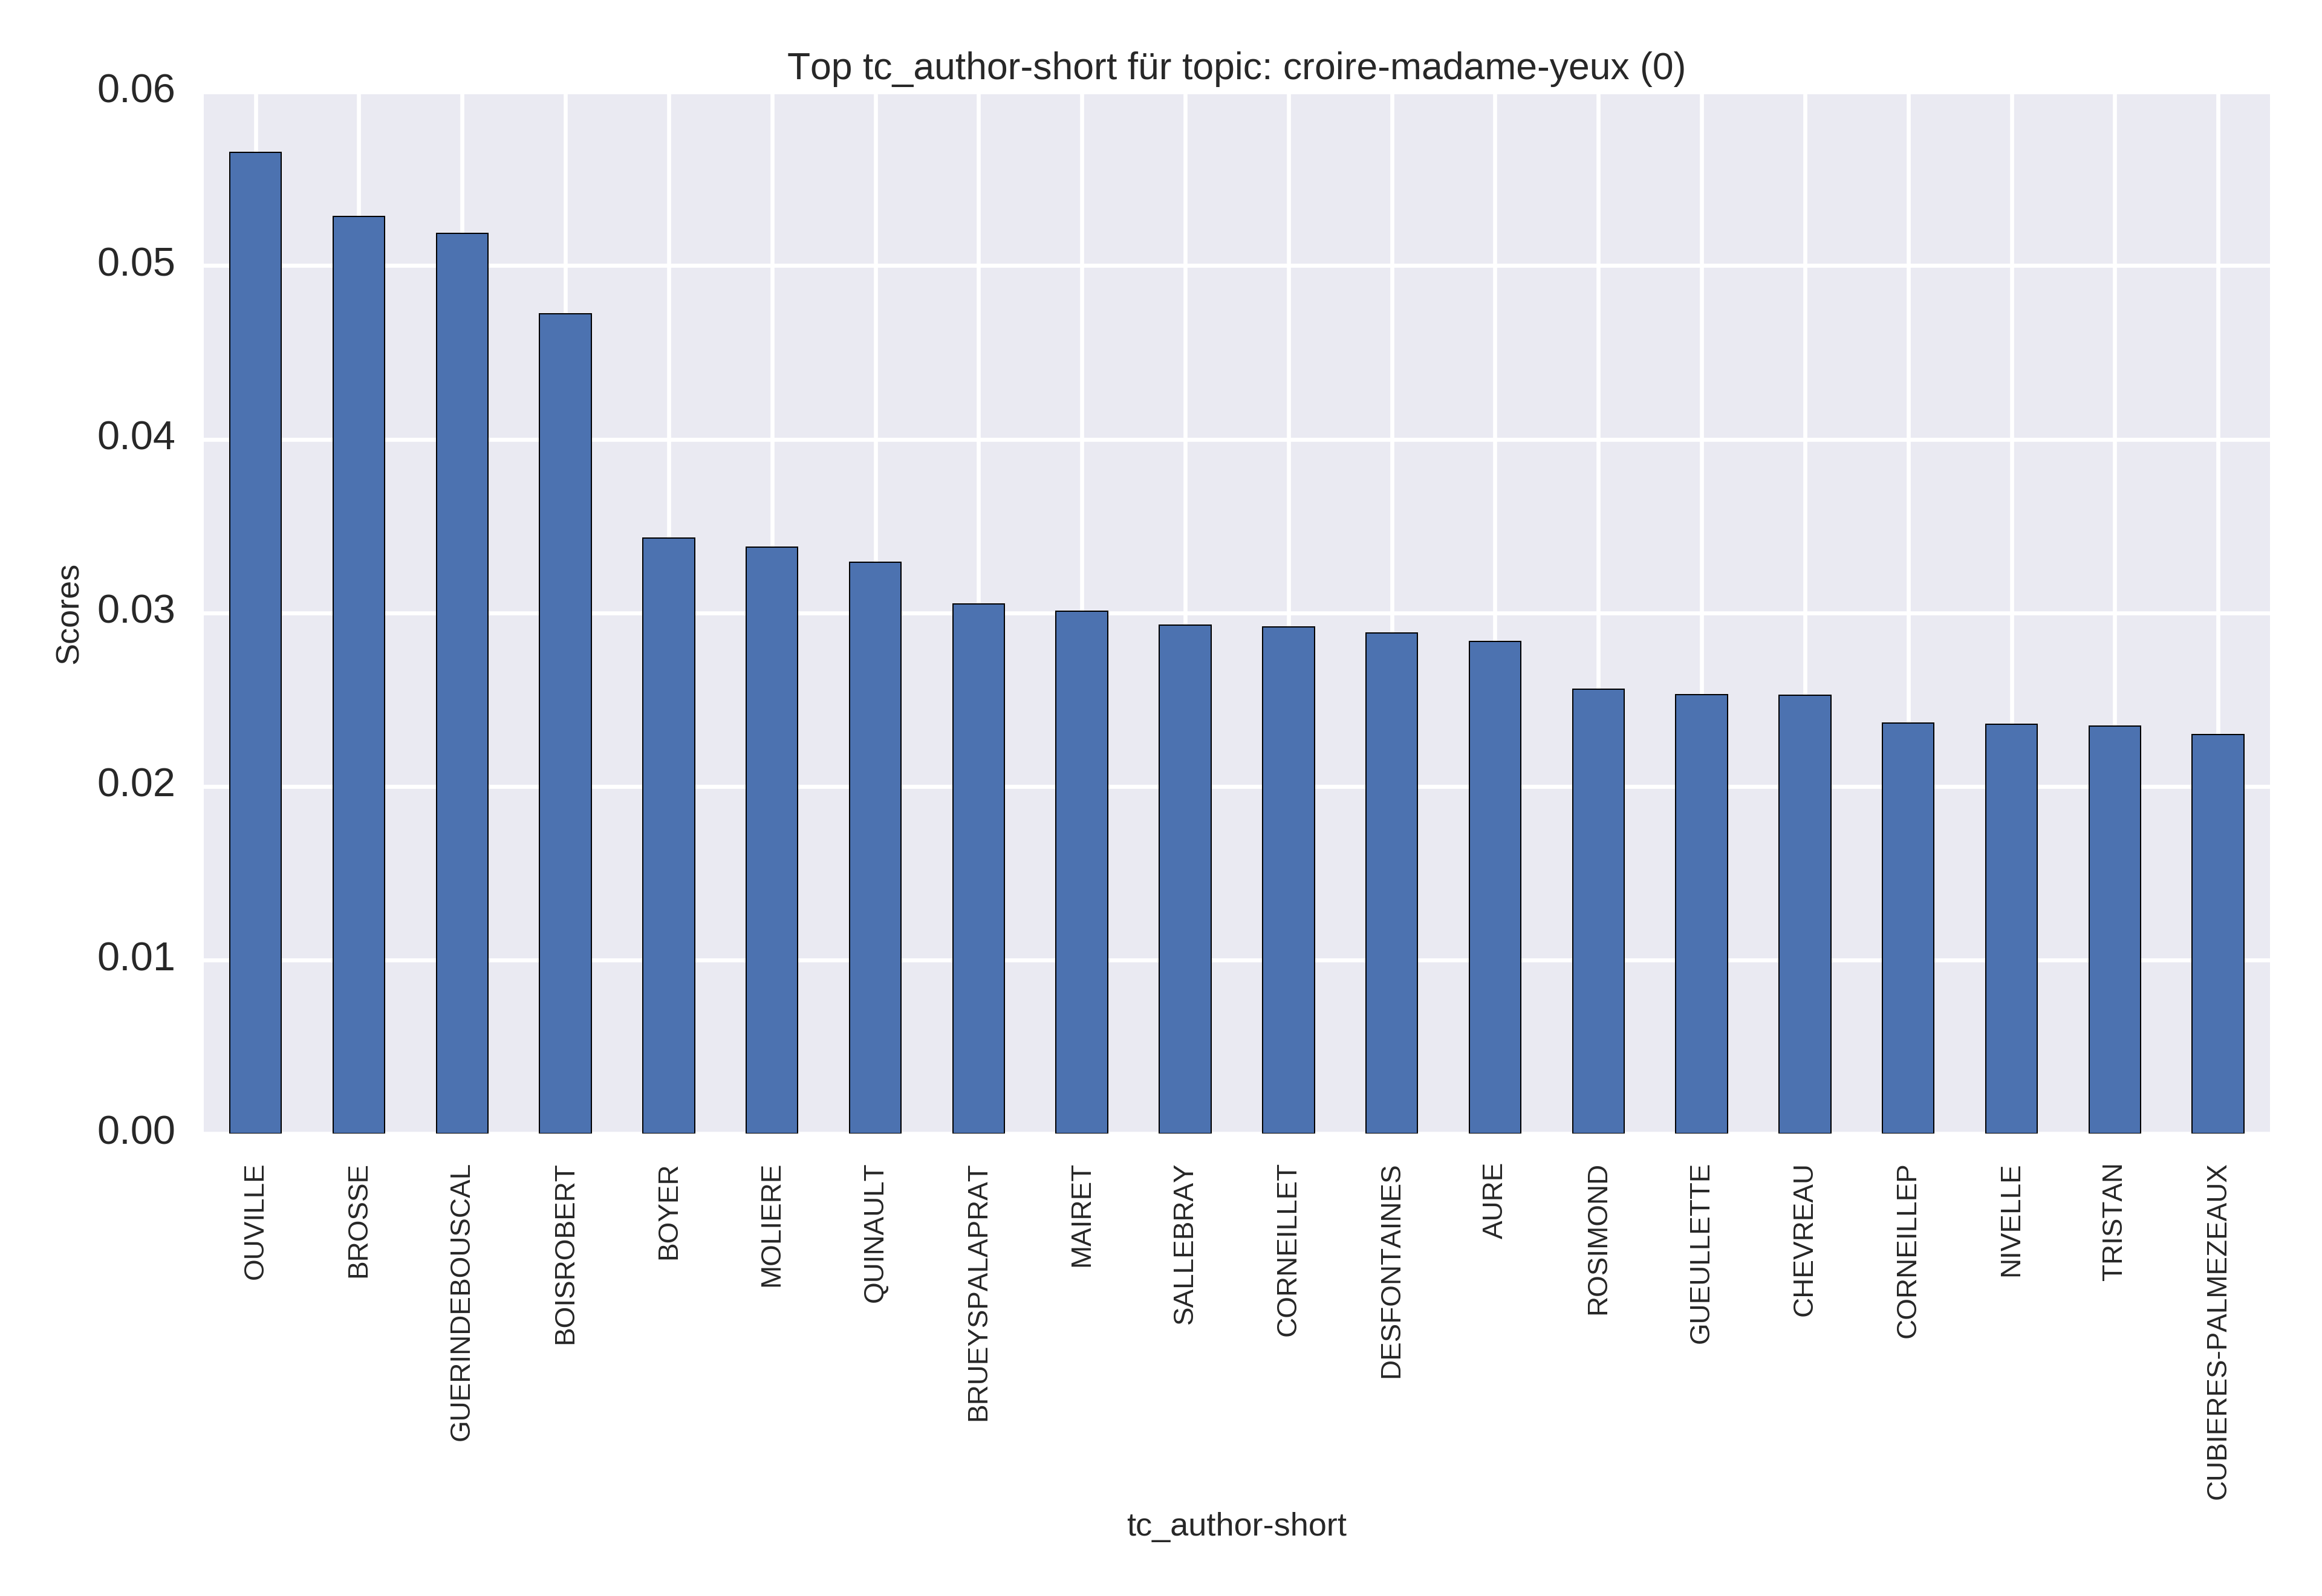 Top tc_author-short für topic: croire-madame-yeux (0)
0.06
0.05
0.04
0.03
0.02
0.01
0.00
Scores
OUVILLE
BROSSE
GUERINDEBOUSCAL
BOISROBERT
BOYER
MOLIERE
QUINAULT
BRUEYSPALAPRAT
MAIRET
SALLEBRAY
CORNEILLET
DESFONTAINES
AURE
ROSIMOND
GUEULLETTE
CHEVREAU
CORNEILLEP
NIVELLE
TRISTAN
CUBIERES-PALMEZEAUX
tc_author-short